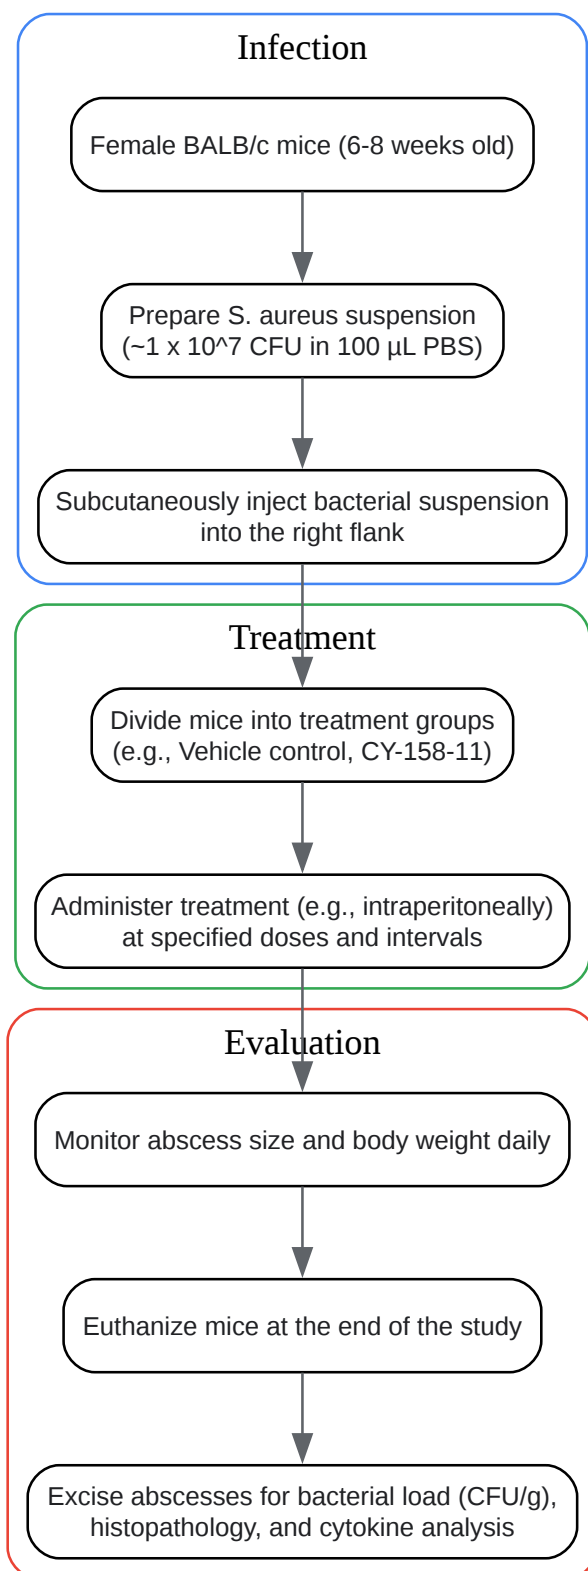 Infection
Female BALB/c mice (6-8 weeks old)
Prepare S. aureus suspension
(~1 x 10^7 CFU in 100 µL PBS)
Subcutaneously inject bacterial suspension
into the right flank
Treatment
Divide mice into treatment groups
(e.g., Vehicle control, CY-158-11)
Administer treatment (e.g., intraperitoneally)
at specified doses and intervals
Evaluation
Monitor abscess size and body weight daily
Euthanize mice at the end of the study
Excise abscesses for bacterial load (CFU/g),
histopathology, and cytokine analysis